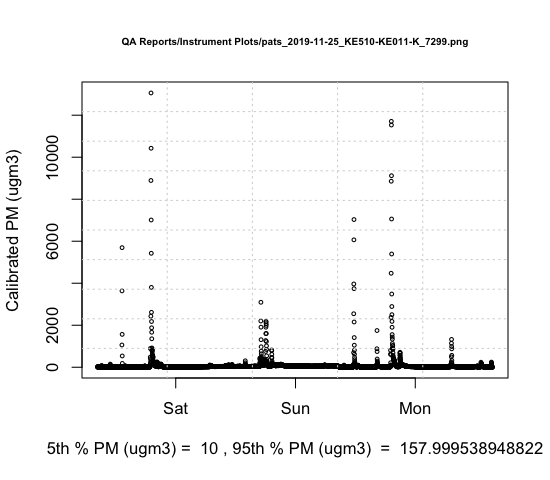 QA Reports/Instrument Plots/pats_2019-11-25_KE510-KE011-K_7299.png
Calibrated PM (ugm3)
10000
6000
2000
0
Sat Sun Mon
5th % PM (ugm3) = 10 , 95th % PM (ugm3) = 157.999538948822